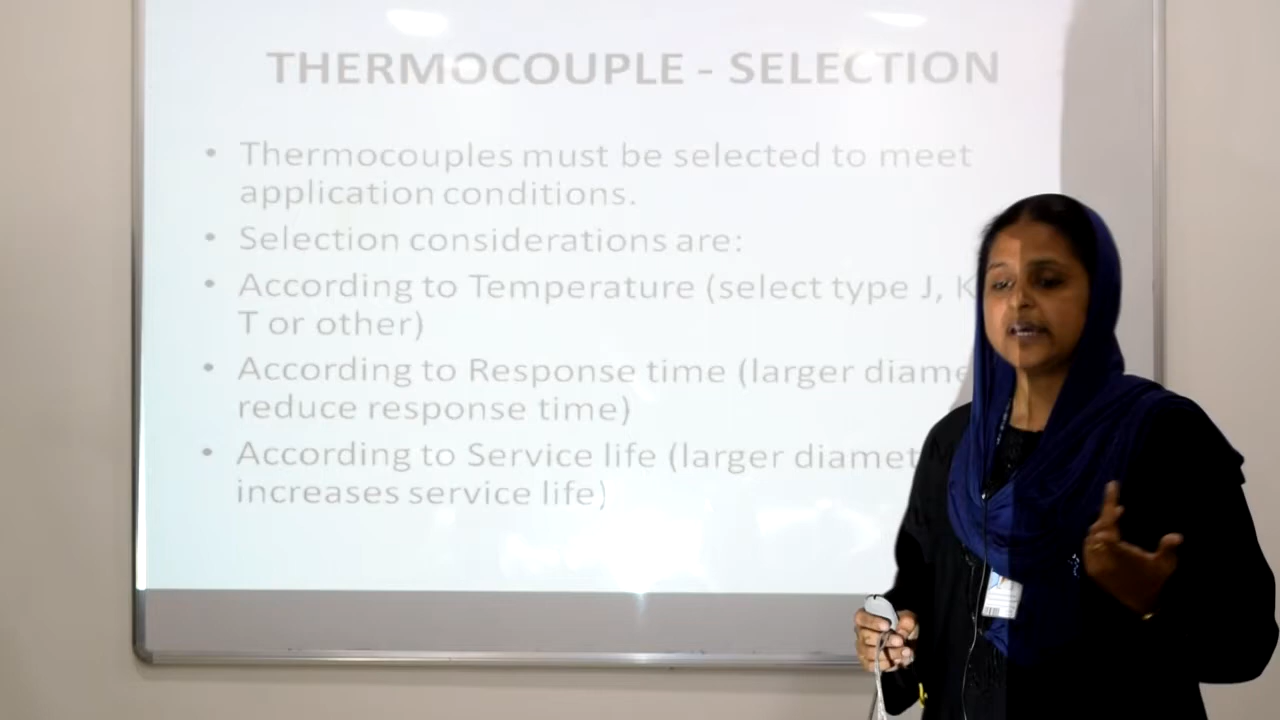 THERMOCOUPLE - SELECTION
• Thermocouples must be selected to meet
application conditions.
• Selection considerations are:
• According to Temperature (select type J, K
T or other)
• According to Response time (larger diame
reduce response time)
• According to Service life (larger diamet
increases service life)